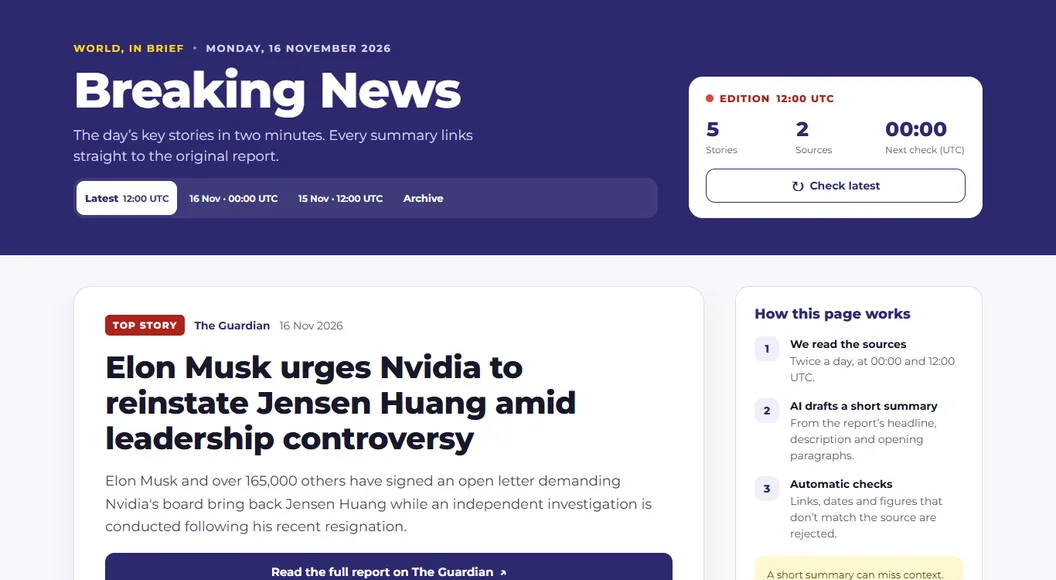 WORLD, IN BRIEF • MONDAY, 16 NOVEMBER 2026
Breaking News
The day’s key stories in two minutes. Every summary links
straight to the original report.
Latest 12:00 UTC
16 Nov · 00:00 UTC
15 Nov · 12:00 UTC
Archive
EDITION 12:00 UTC
5
Stories
2
Sources
00:00
Next check (UTC)
↻ Check latest
TOP STORY The Guardian 16 Nov 2026
Elon Musk urges Nvidia to
reinstate Jensen Huang amid
leadership controversy
Elon Musk and over 165,000 others have signed an open letter demanding
Nvidia's board bring back Jensen Huang while an independent investigation is
conducted following his recent resignation.
Read the full report on The Guardian ↗
How this page works
1
We read the sources
Twice a day, at 00:00 and 12:00
UTC.
2
AI drafts a short summary
From the report’s headline,
description and opening
paragraphs.
3
Automatic checks
Links, dates and figures that
don’t match the source are
rejected.
A short summary can miss context.